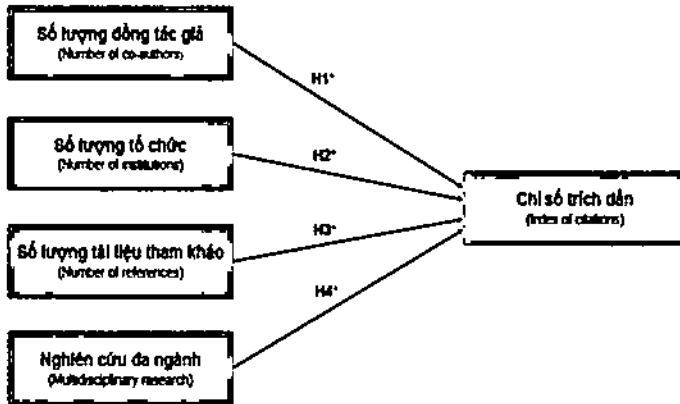 Số lượng đồng tác giả
(Number of co-authors)
H1*
Số lượng tổ chức
(Number of institutions)
H2*
Chỉ số trích dẫn
(Index of citations)
Số lượng tài liệu tham khảo
(Number of references)
H3*
H4*
Nghiên cứu đa ngành
(Multidisciplinary research)